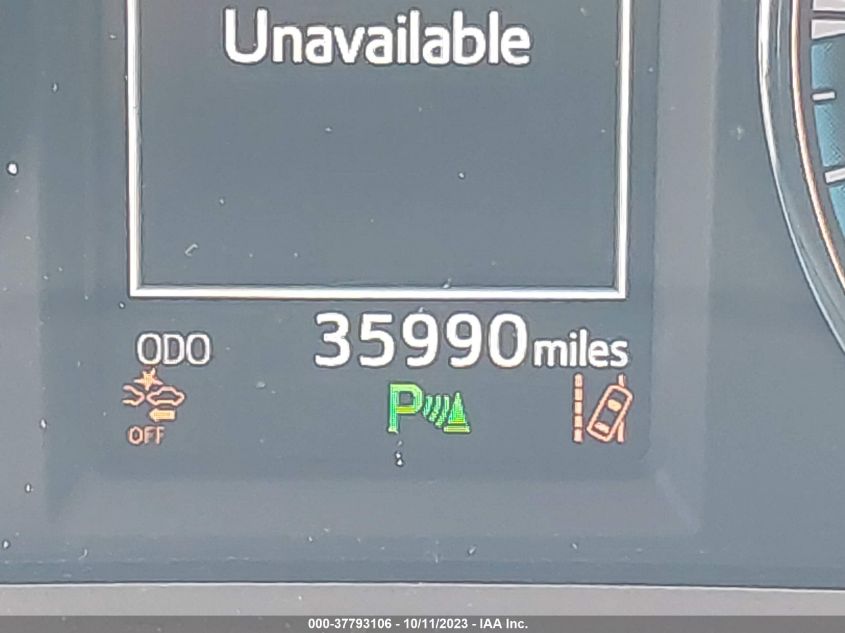 Unavailable
ODO 35990 miles
OFF P
000-37793106 - 10/11/2023 - IAA Inc.